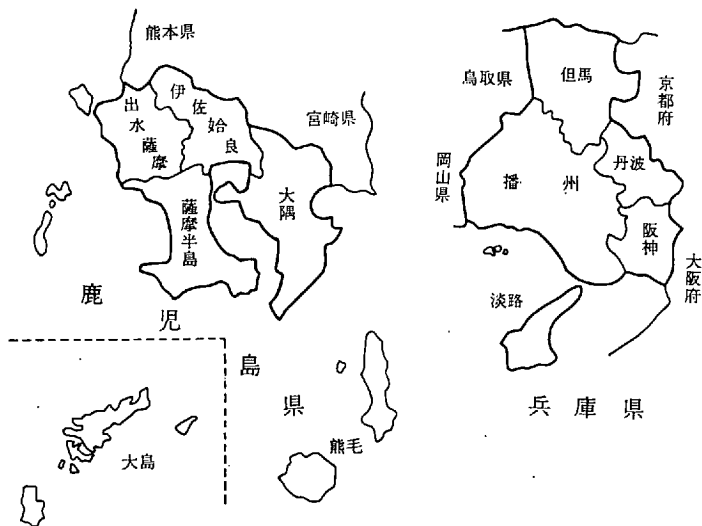 熊本県
出水薩摩
伊佐姶良
宮崎県
大隅
薩摩半島
鹿児島県
熊毛
大島
鳥取県
但馬
京都府
岡山県
播州
丹波
阪神
大阪府
淡路
兵庫県